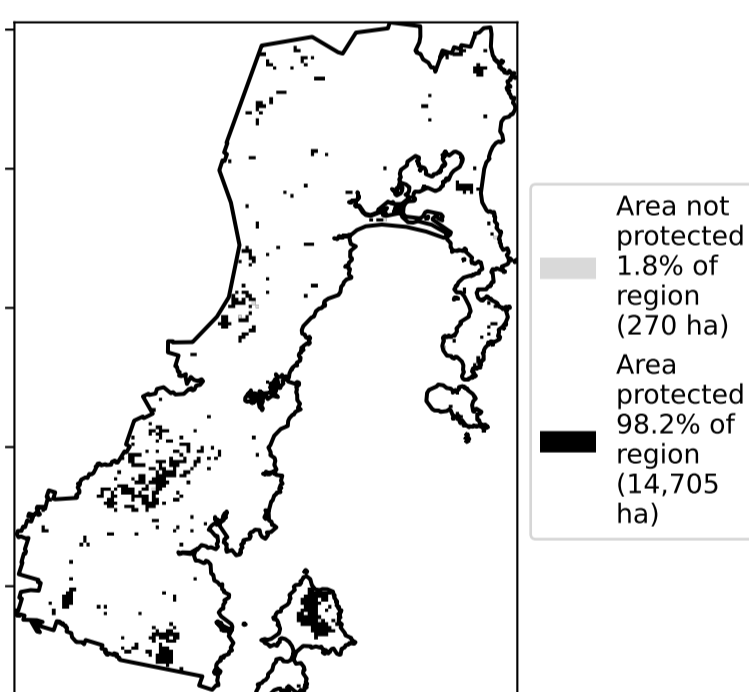 Area not
protected
1.8% of
region
(270 ha)
Area
protected
98.2% of
region
(14,705
ha)